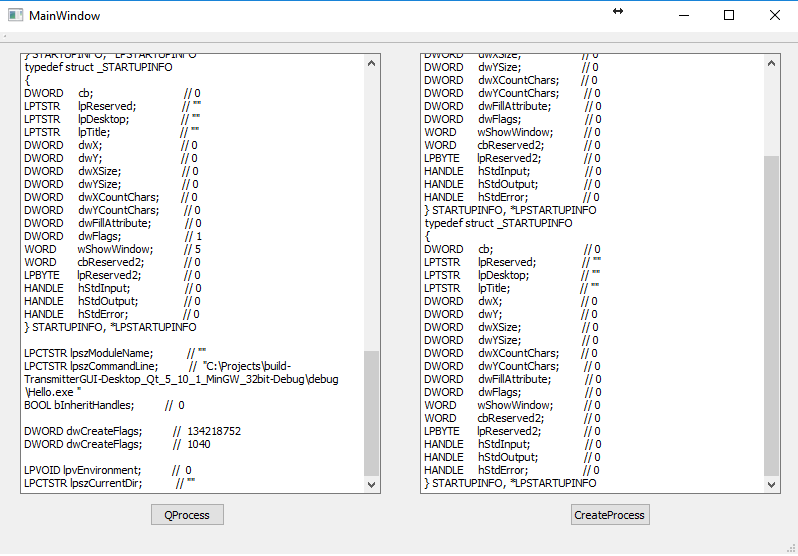 MainWindow
} STARTUPINFO, *LPSTARTUPINFO
typedef struct _STARTUPINFO
{
DWORD cb; // 0
LPTSTR lpReserved; // ""
LPTSTR lpDesktop; // ""
LPTSTR lpTitle; // ""
DWORD dwX; // 0
DWORD dwY; // 0
DWORD dwXSize; // 0
DWORD dwYSize; // 0
DWORD dwXCountChars; // 0
DWORD dwYCountChars; // 0
DWORD dwFillAttribute; // 0
DWORD dwFlags; // 1
WORD wShowWindow; // 5
WORD cbReserved2; // 0
LPBYTE lpReserved2; // 0
HANDLE hStdInput; // 0
HANDLE hStdOutput; // 0
HANDLE hStdError; // 0
} STARTUPINFO, *LPSTARTUPINFO
LPCTSTR lpszModuleName; // ""
LPCTSTR lpszCommandLine; // "C:\Projects\build-
TransmitterGUI-Desktop_Qt_5_10_1_MinGW_32bit-Debug\debug
\Hello.exe "
BOOL bInheritHandles; // 0
DWORD dwCreateFlags; // 134218752
DWORD dwCreateFlags; // 1040
LPVOID lpvEnvironment; // 0
LPCTSTR lpszCurrentDir; // ""
QProcess
DWORD dwXSize; // 0
DWORD dwYSize; // 0
DWORD dwXCountChars; // 0
DWORD dwYCountChars; // 0
DWORD dwFillAttribute; // 0
DWORD dwFlags; // 0
WORD wShowWindow; // 0
WORD cbReserved2; // 0
LPBYTE lpReserved2; // 0
HANDLE hStdInput; // 0
HANDLE hStdOutput; // 0
HANDLE hStdError; // 0
} STARTUPINFO, *LPSTARTUPINFO
typedef struct _STARTUPINFO
{
DWORD cb; // 0
LPTSTR lpReserved; // ""
LPTSTR lpDesktop; // ""
LPTSTR lpTitle; // ""
DWORD dwX; // 0
DWORD dwY; // 0
DWORD dwXSize; // 0
DWORD dwYSize; // 0
DWORD dwXCountChars; // 0
DWORD dwYCountChars; // 0
DWORD dwFillAttribute; // 0
DWORD dwFlags; // 0
WORD wShowWindow; // 0
WORD cbReserved2; // 0
LPBYTE lpReserved2; // 0
HANDLE hStdInput; // 0
HANDLE hStdOutput; // 0
HANDLE hStdError; // 0
} STARTUPINFO, *LPSTARTUPINFO
CreateProcess